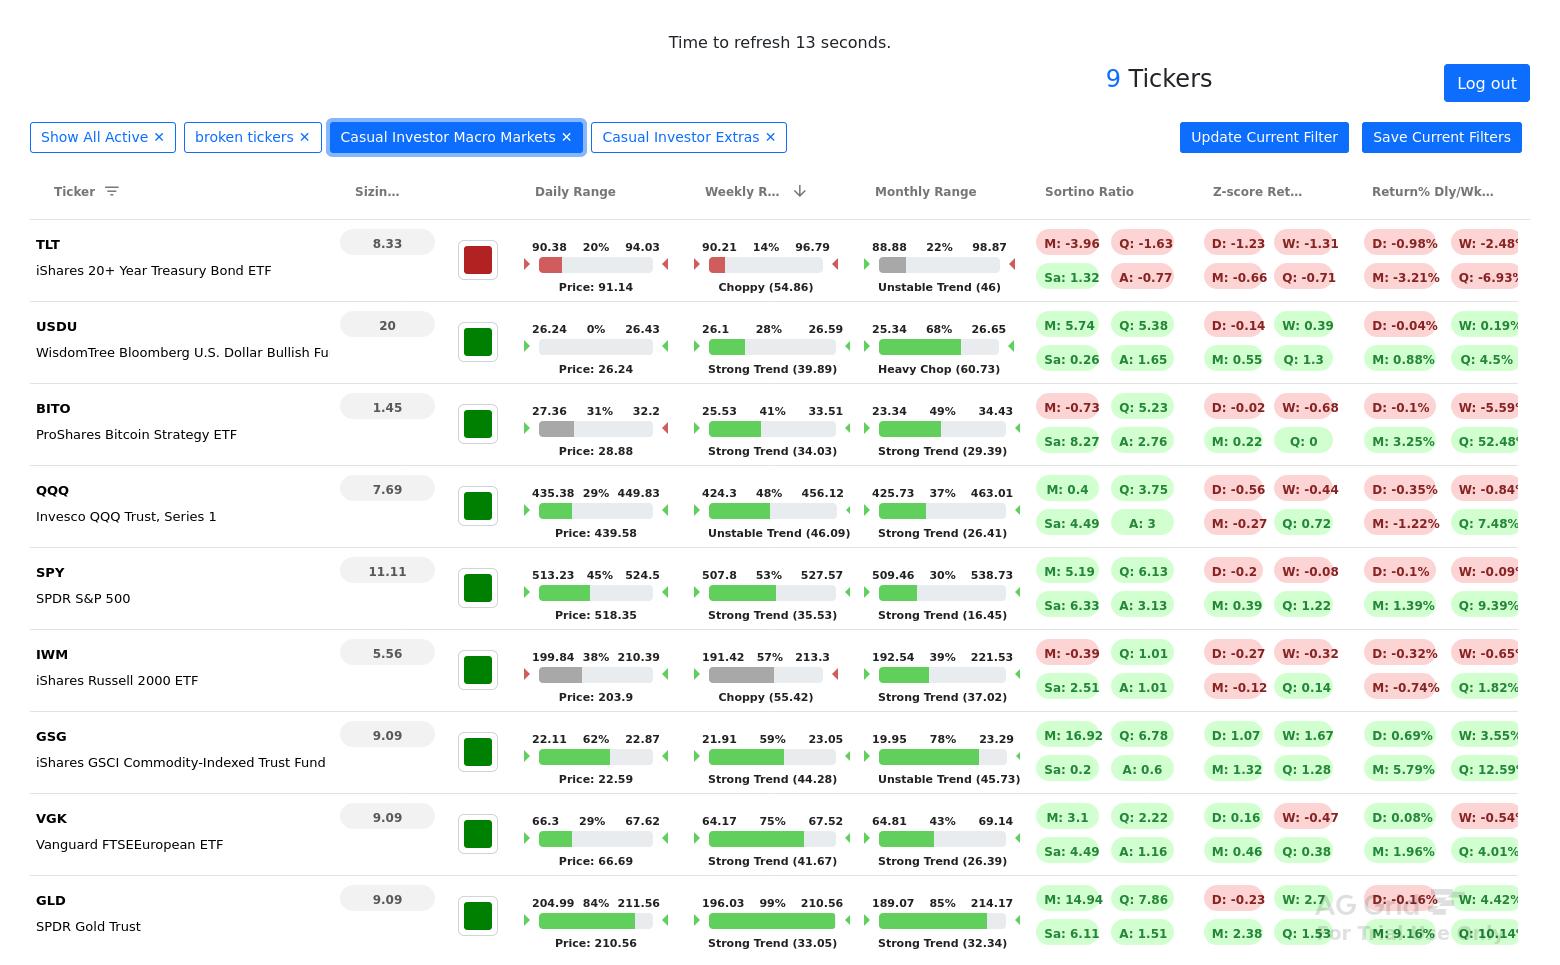 Time to refresh 13 seconds.
9 Tickers
Log out
Show All Active ✕ broken tickers ✕ Casual Investor Macro Markets ✕ Casual Investor Extras ✕ Update Current Filter Save Current Filters
Ticker Sizin... Daily Range Weekly R... Monthly Range Sortino Ratio Z-score Ret... Return% Dly/Wk...
TLT 8.33
iShares 20+ Year Treasury Bond ETF
90.38 20% 94.03 90.21 14% 96.79 88.88 22% 98.87
Price: 91.14 Choppy (54.86) Unstable Trend (46)
M: -3.96 Q: -1.63 D: -1.23 W: -1.31 D: -0.98% W: -2.48%
Sa: 1.32 A: -0.77 M: -0.66 Q: -0.71 M: -3.21% Q: -6.93%
USDU 20
WisdomTree Bloomberg U.S. Dollar Bullish Fu
26.24 0% 26.43 26.1 28% 26.59 25.34 68% 26.65
Price: 26.24 Strong Trend (39.89) Heavy Chop (60.73)
M: 5.74 Q: 5.38 D: -0.14 W: 0.39 D: -0.04% W: 0.19%
Sa: 0.26 A: 1.65 M: 0.55 Q: 1.3 M: 0.88% Q: 4.5%
BITO 1.45
ProShares Bitcoin Strategy ETF
27.36 31% 32.2 25.53 41% 33.51 23.34 49% 34.43
Price: 28.88 Strong Trend (34.03) Strong Trend (29.39)
M: -0.73 Q: 5.23 D: -0.02 W: -0.68 D: -0.1% W: -5.59%
Sa: 8.27 A: 2.76 M: 0.22 Q: 0 M: 3.25% Q: 52.48%
QQQ 7.69
Invesco QQQ Trust, Series 1
435.38 29% 449.83 424.3 48% 456.12 425.73 37% 463.01
Price: 439.58 Unstable Trend (46.09) Strong Trend (26.41)
M: 0.4 Q: 3.75 D: -0.56 W: -0.44 D: -0.35% W: -0.84%
Sa: 4.49 A: 3 M: -0.27 Q: 0.72 M: -1.22% Q: 7.48%
SPY 11.11
SPDR S&P 500
513.23 45% 524.5 507.8 53% 527.57 509.46 30% 538.73
Price: 518.35 Strong Trend (35.53) Strong Trend (16.45)
M: 5.19 Q: 6.13 D: -0.2 W: -0.08 D: -0.1% W: -0.09%
Sa: 6.33 A: 3.13 M: 0.39 Q: 1.22 M: 1.39% Q: 9.39%
IWM 5.56
iShares Russell 2000 ETF
199.84 38% 210.39 191.42 57% 213.3 192.54 39% 221.53
Price: 203.9 Choppy (55.42) Strong Trend (37.02)
M: -0.39 Q: 1.01 D: -0.27 W: -0.32 D: -0.32% W: -0.65%
Sa: 2.51 A: 1.01 M: -0.12 Q: 0.14 M: -0.74% Q: 1.82%
GSG 9.09
iShares GSCI Commodity-Indexed Trust Fund
22.11 62% 22.87 21.91 59% 23.05 19.95 78% 23.29
Price: 22.59 Strong Trend (44.28) Unstable Trend (45.73)
M: 16.92 Q: 6.78 D: 1.07 W: 1.67 D: 0.69% W: 3.55%
Sa: 0.2 A: 0.6 M: 1.32 Q: 1.28 M: 5.79% Q: 12.59%
VGK 9.09
Vanguard FTSEEuropean ETF
66.3 29% 67.62 64.17 75% 67.52 64.81 43% 69.14
Price: 66.69 Strong Trend (41.67) Strong Trend (26.39)
M: 3.1 Q: 2.22 D: 0.16 W: -0.47 D: 0.08% W: -0.54%
Sa: 4.49 A: 1.16 M: 0.46 Q: 0.38 M: 1.96% Q: 4.01%
GLD 9.09
SPDR Gold Trust
204.99 84% 211.56 196.03 99% 210.56 189.07 85% 214.17
Price: 210.56 Strong Trend (33.05) Strong Trend (32.34)
M: 14.94 Q: 7.86 D: -0.23 W: 2.7 D: -0.16% W: 4.42%
Sa: 6.11 A: 1.51 M: 2.38 Q: 1.53 M: 9.16% Q: 10.14%
AG Grid
For Trial Use Only